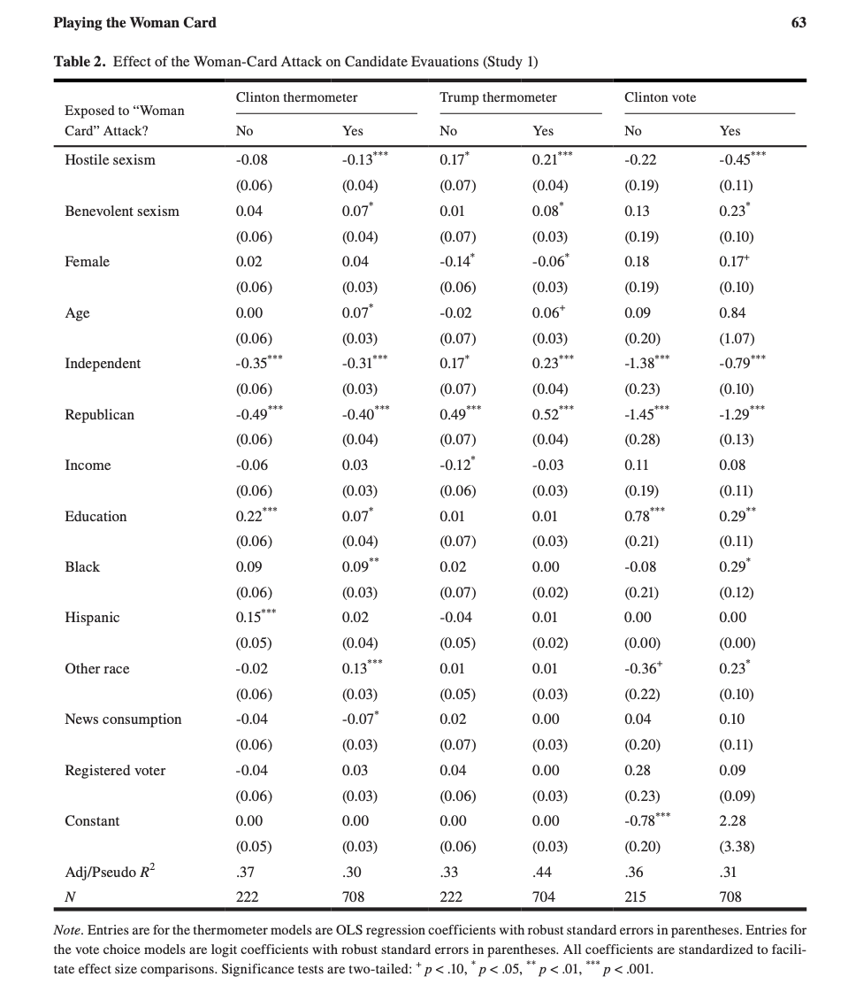 Playing the Woman Card 63
Table 2. Effect of the Woman-Card Attack on Candidate Evauations (Study 1)
Clinton thermometer Trump thermometer Clinton vote
Exposed to “Woman
Card” Attack? No Yes No Yes No Yes
Hostile sexism -0.08 -0.13*** 0.17* 0.21*** -0.22 -0.45***
(0.06) (0.04) (0.07) (0.04) (0.19) (0.11)
Benevolent sexism 0.04 0.07* 0.01 0.08* 0.13 0.23*
(0.06) (0.04) (0.07) (0.03) (0.19) (0.10)
Female 0.02 0.04 -0.14* -0.06* 0.18 0.17+
(0.06) (0.03) (0.06) (0.03) (0.19) (0.10)
Age 0.00 0.07* -0.02 0.06+ 0.09 0.84
(0.06) (0.03) (0.07) (0.03) (0.20) (1.07)
Independent -0.35*** -0.31*** 0.17* 0.23*** -1.38*** -0.79***
(0.06) (0.03) (0.07) (0.04) (0.23) (0.10)
Republican -0.49*** -0.40*** 0.49*** 0.52*** -1.45*** -1.29***
(0.06) (0.04) (0.07) (0.04) (0.28) (0.13)
Income -0.06 0.03 -0.12* -0.03 0.11 0.08
(0.06) (0.03) (0.06) (0.03) (0.19) (0.11)
Education 0.22*** 0.07* 0.01 0.01 0.78*** 0.29**
(0.06) (0.04) (0.07) (0.03) (0.21) (0.11)
Black 0.09 0.09** 0.02 0.00 -0.08 0.29*
(0.06) (0.03) (0.07) (0.02) (0.21) (0.12)
Hispanic 0.15*** 0.02 -0.04 0.01 0.00 0.00
(0.05) (0.04) (0.05) (0.02) (0.00) (0.00)
Other race -0.02 0.13*** 0.01 0.01 -0.36+ 0.23*
(0.06) (0.03) (0.05) (0.03) (0.22) (0.10)
News consumption -0.04 -0.07* 0.02 0.00 0.04 0.10
(0.06) (0.03) (0.07) (0.03) (0.20) (0.11)
Registered voter -0.04 0.03 0.04 0.00 0.28 0.09
(0.06) (0.03) (0.06) (0.03) (0.23) (0.09)
Constant 0.00 0.00 0.00 0.00 -0.78*** 2.28
(0.05) (0.03) (0.06) (0.03) (0.20) (3.38)
Adj/Pseudo R2 .37 .30 .33 .44 .36 .31
N 222 708 222 704 215 708
Note. Entries are for the thermometer models are OLS regression coefficients with robust standard errors in parentheses. Entries for
the vote choice models are logit coefficients with robust standard errors in parentheses. All coefficients are standardized to facili-
tate effect size comparisons. Significance tests are two-tailed: + p < .10, * p < .05, ** p < .01, *** p < .001.